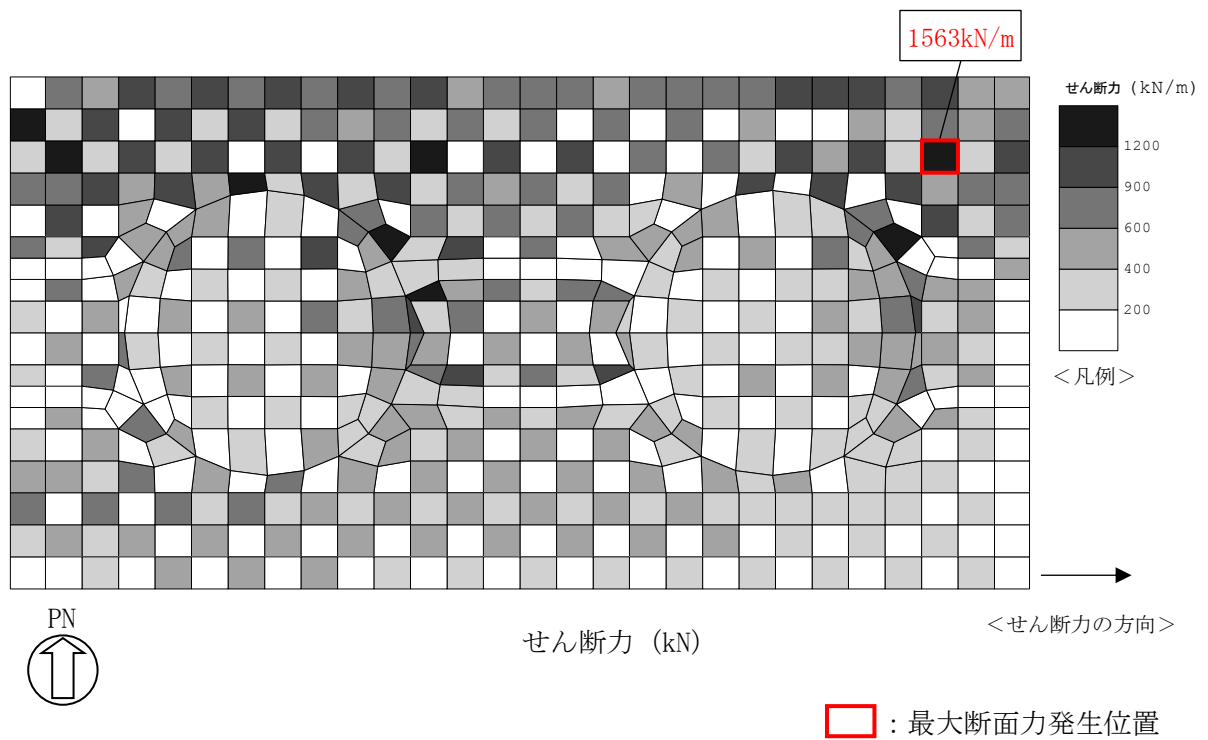 1563kN/m
せん断力 (kN/m)
1200
900
600
400
200
＜凡例＞
PN
せん断力 (kN)
＜せん断力の方向＞
：最大断面力発生位置